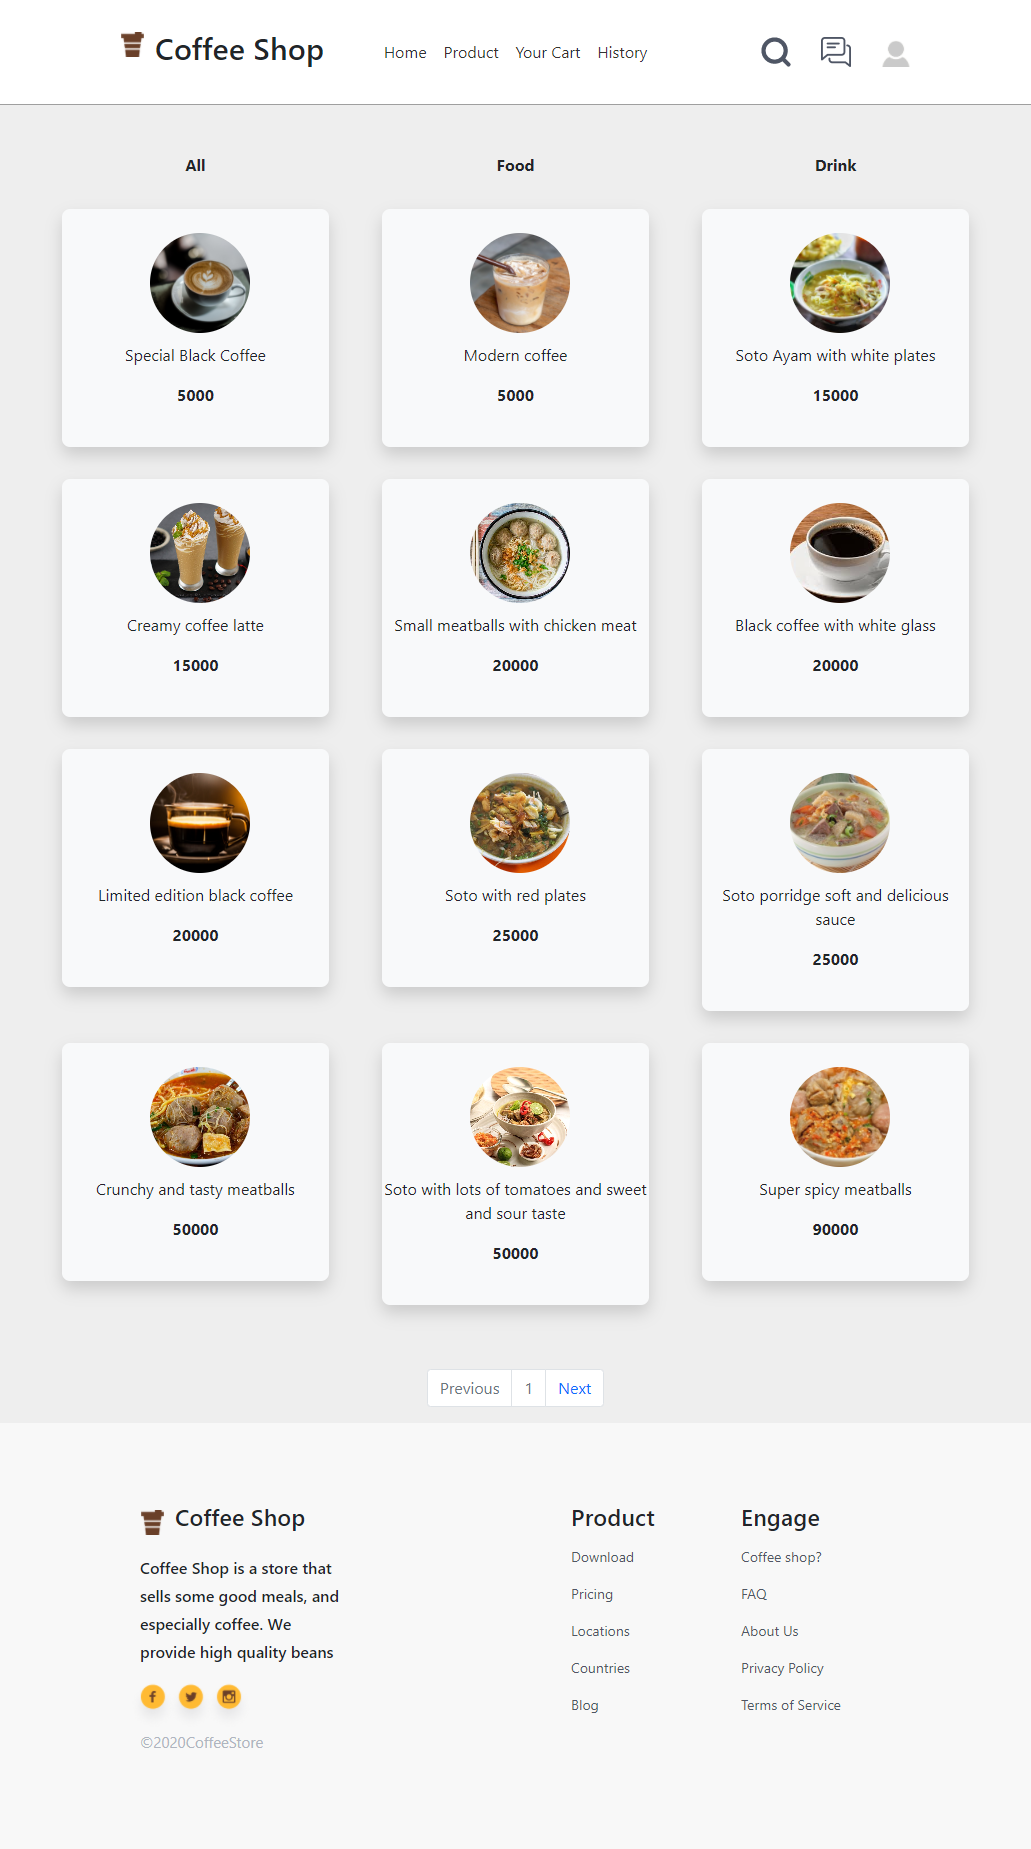 Coffee Shop
Home Product Your Cart History
All Food Drink
Special Black Coffee
5000
Modern coffee
5000
Soto Ayam with white plates
15000
Creamy coffee latte
15000
Small meatballs with chicken meat
20000
Black coffee with white glass
20000
Limited edition black coffee
20000
Soto with red plates
25000
Soto porridge soft and delicious
sauce
25000
Crunchy and tasty meatballs
50000
Soto with lots of tomatoes and sweet
and sour taste
50000
Super spicy meatballs
90000
Previous 1 Next
Coffee Shop
Coffee Shop is a store that
sells some good meals, and
especially coffee. We
provide high quality beans
©2020CoffeeStore
Product
Download
Pricing
Locations
Countries
Blog
Engage
Coffee shop?
FAQ
About Us
Privacy Policy
Terms of Service